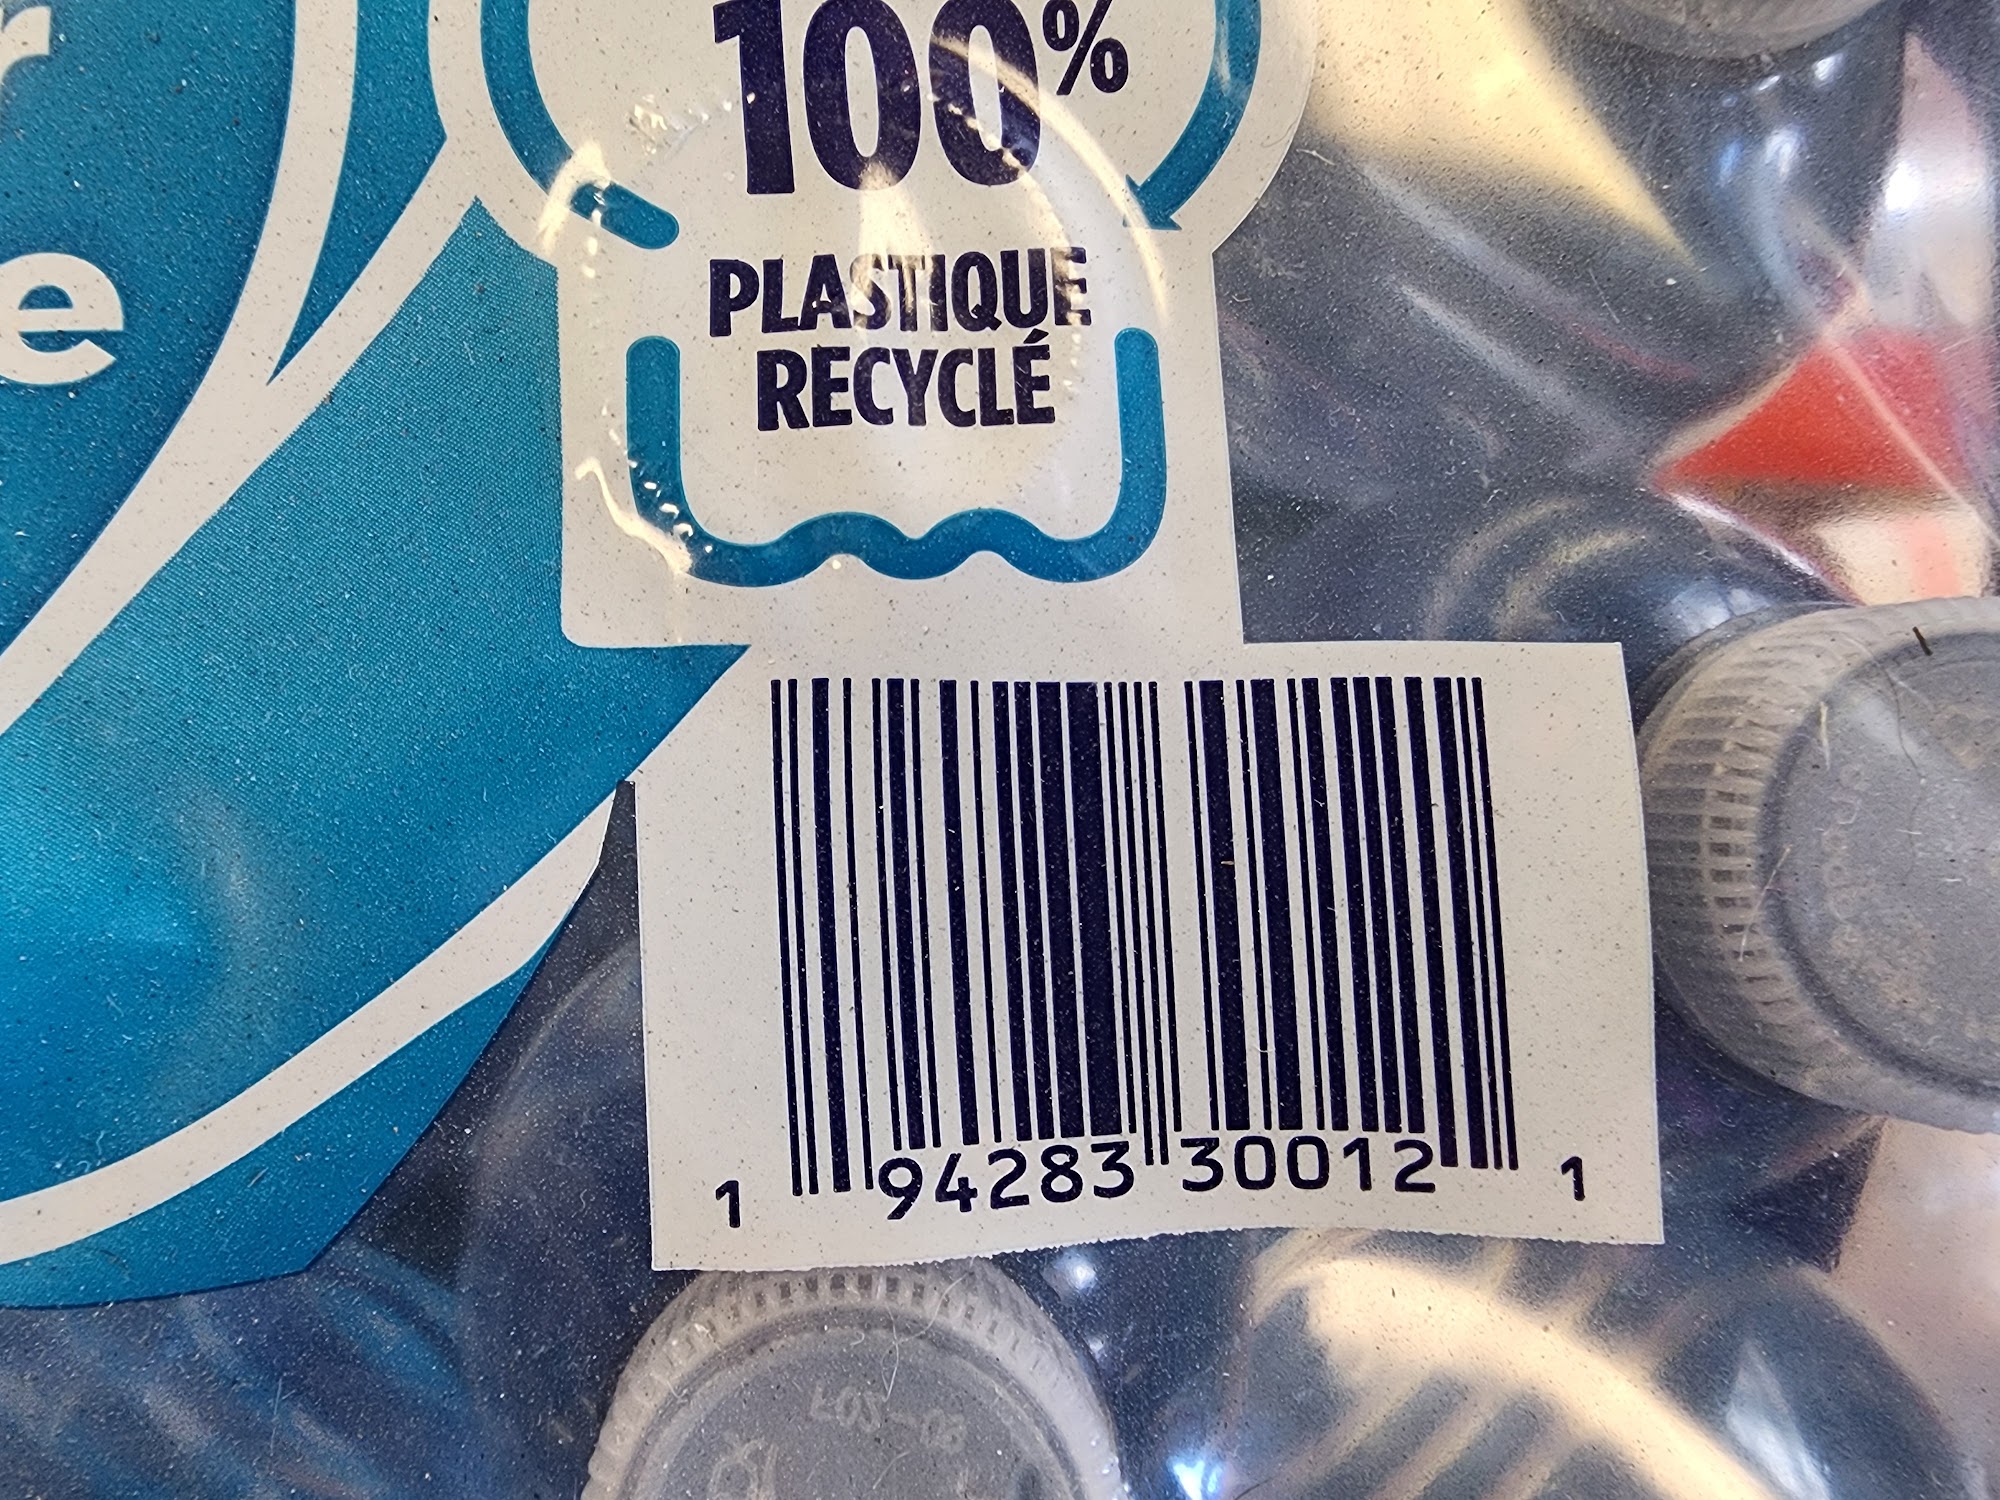 100%
PLASTIQUE
RECYCLÉ
r
e
1 94283 30012 1